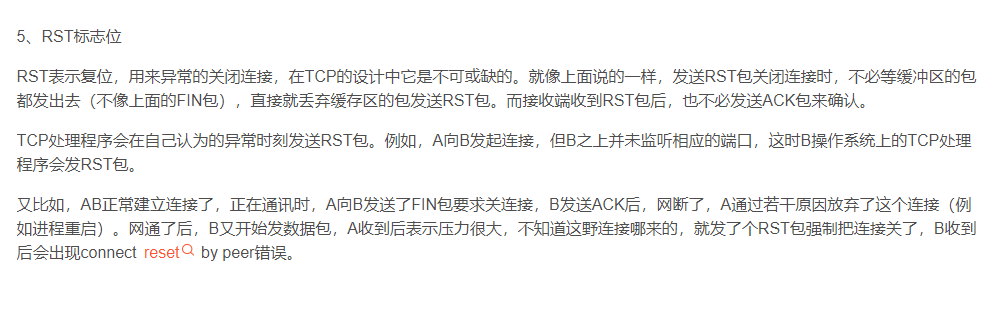 5、RST标志位
RST表示复位，用来异常的关闭连接，在TCP的设计中它是不可或缺的。就像上面说的一样，发送RST包关闭连接时，不必等缓冲区的包
都发出去（不像上面的FIN包），直接就丢弃缓存区的包发送RST包。而接收端收到RST包后，也不必发送ACK包来确认。
TCP处理程序会在自己认为的异常时刻发送RST包。例如，A向B发起连接，但B之上并未监听相应的端口，这时B操作系统上的TCP处理
程序会发RST包。
又比如，AB正常建立连接了，正在通讯时，A向B发送了FIN包要求关连接，B发送ACK后，网断了，A通过若干原因放弃了这个连接（例
如进程重启）。网通了后，B又开始发数据包，A收到后表示压力很大，不知道这野连接哪来的，就发了个RST包强制把连接关了，B收到
后会出现connect reset by peer错误。